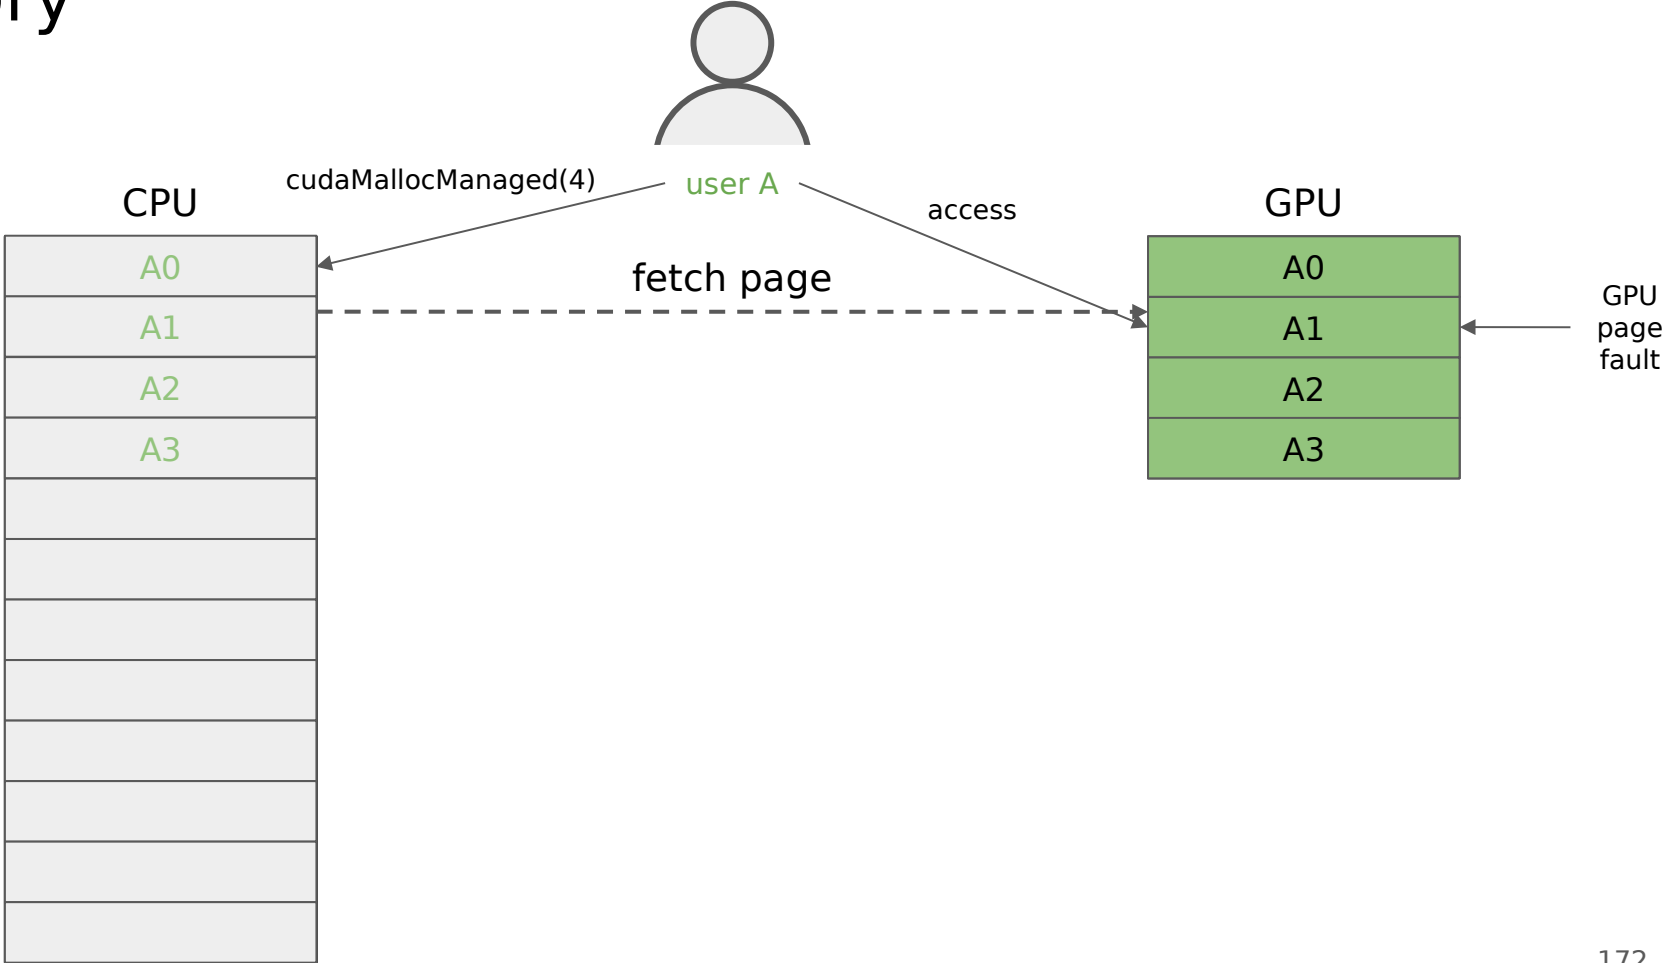 user A
cudaMallocManaged(4)
access
CPU
GPU
fetch page
A0
A1
A2
A3
A0
A1
A2
A3
GPU
page
fault
172